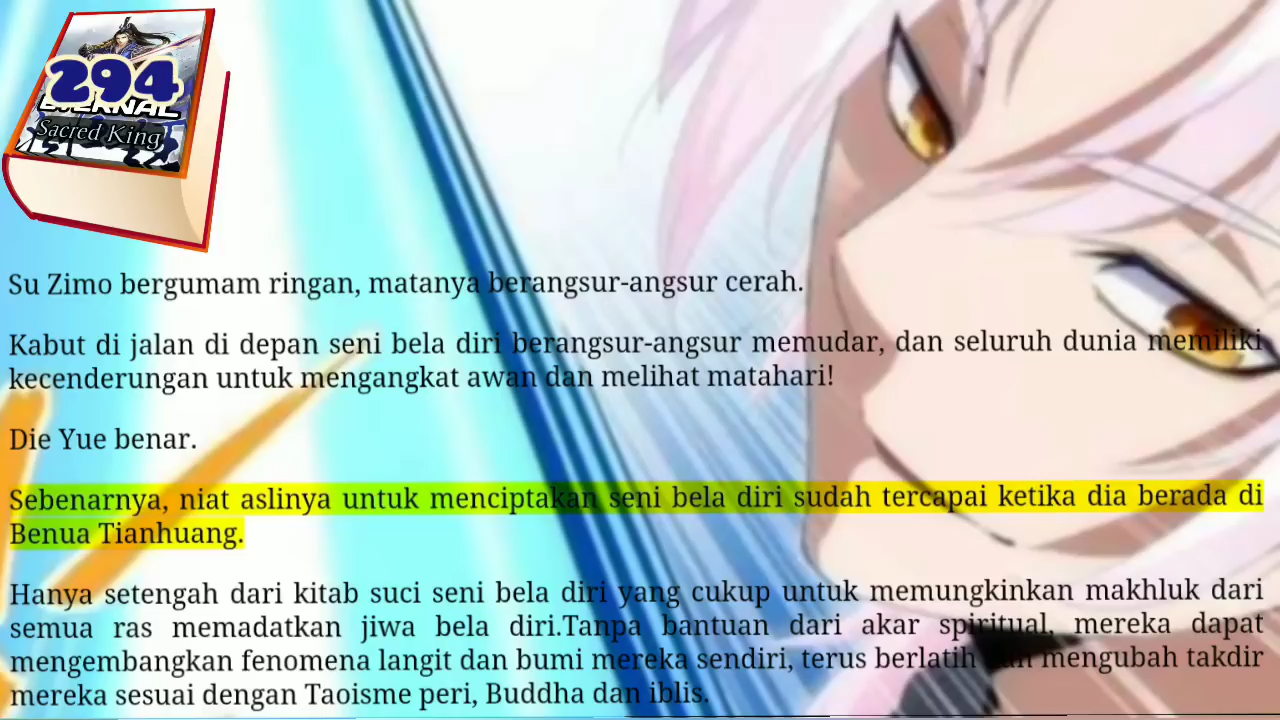 294
ETERNAL
Sacred King
Su Zimo bergumam ringan, matanya berangsur-angsur cerah.
Kabut di jalan di depan seni bela diri berangsur-angsur memudar, dan seluruh dunia memiliki
kecenderungan untuk mengangkat awan dan melihat matahari!
Die Yue benar.
Sebenarnya, niat aslinya untuk menciptakan seni bela diri sudah tercapai ketika dia berada di
Benua Tianhuang.
Hanya setengah dari kitab suci seni bela diri yang cukup untuk memungkinkan makhluk dari
semua ras memadatkan jiwa bela diri.Tanpa bantuan dari akar spiritual, mereka dapat
mengembangkan fenomena langit dan bumi mereka sendiri, terus berlatih dan mengubah takdir
mereka sesuai dengan Taoisme peri, Buddha dan iblis.